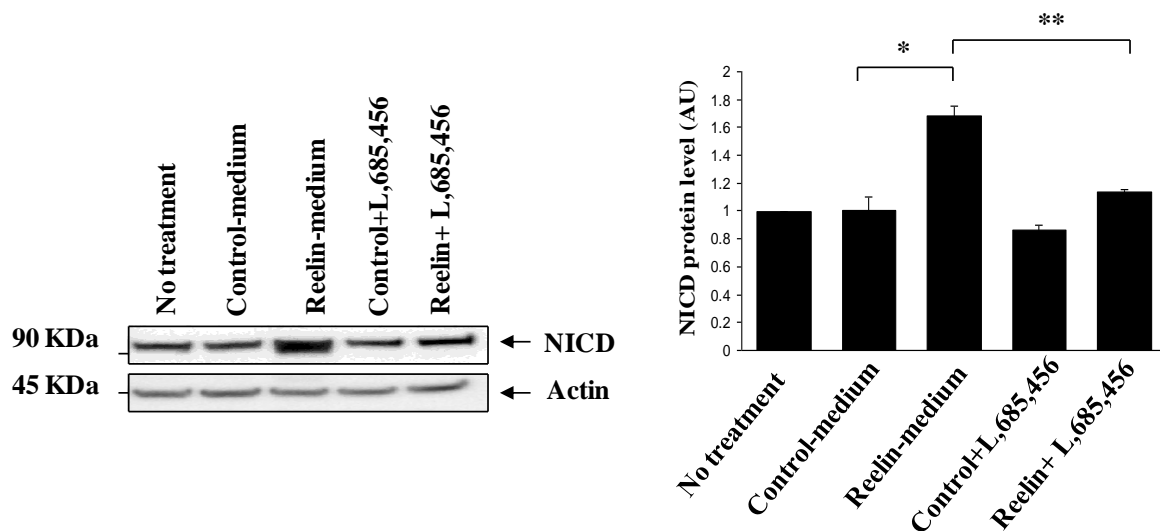 No treatment
Control-medium
Reelin-medium
Control+L,685,456
Reelin+ L,685,456
90 KDa
NICD
45 KDa
Actin
*
**
NICD protein level (AU)
2
1.8
1.6
1.4
1.2
1
0.8
0.6
0.4
0.2
0
No treatment
Control-medium
Reelin-medium
Control+L,685,456
Reelin+ L,685,456